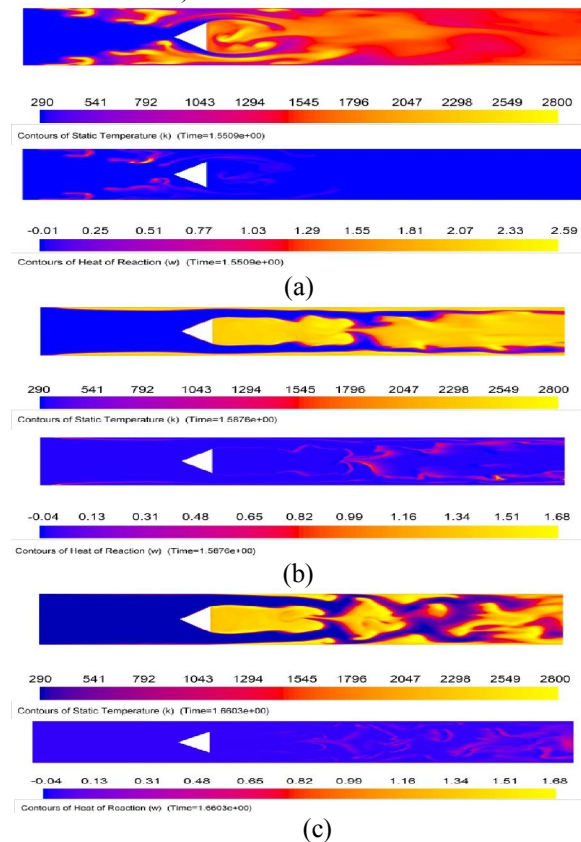 290 541 792 1043 1294 1545 1796 2047 2298 2549 2800
Contours of Static Temperature (k) (Time=1.5509e+00)
-0.01 0.25 0.51 0.77 1.03 1.29 1.55 1.81 2.07 2.33 2.59
Contours of Heat of Reaction (w) (Time=1.5509e+00)
(a)
290 541 792 1043 1294 1545 1796 2047 2298 2549 2800
Contours of Static Temperature (k) (Time=1.5876e+00)
-0.04 0.13 0.31 0.48 0.65 0.82 0.99 1.16 1.34 1.51 1.68
Contours of Heat of Reaction (w) (Time=1.5876e+00)
(b)
290 541 792 1043 1294 1545 1796 2047 2298 2549 2800
Contours of Static Temperature (k) (Time=1.6603e+00)
-0.04 0.13 0.31 0.48 0.65 0.82 0.99 1.16 1.34 1.51 1.68
Contours of Heat of Reaction (w) (Time=1.6603e+00)
(c)